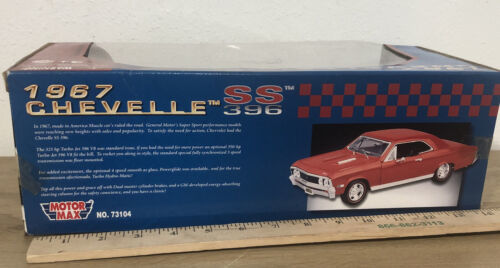 1967
CHEVELLE™ SS™
396
In 1967, made in America Muscle car's ruled the road. General Motor's Super Sport performance models
were reaching new heights with sales and popularity. To satisfy the need for action, Chevrolet had the
Chevelle SS 396.
The 325 hp Turbo Jet 396 V8 was standard issue, if you had the need for more power an optional 350 hp
Turbo Jet 396 V8 fit the bill. To rocket you along in style, the standard special fully synchronized 3 speed
transmission was floor mounted.
For added excitement, the optional 4 speed smooth as glass, Powerglide was available.. and for the true
transmission aficionado, Turbo Hydra-Matic!
Top all this power and grace off with Dual master cylinder brakes, and a GM developed energy absorbing
steering column for the safety conscience, and you have a classic!
MOTOR
MAX
NO. 73104
866-682-3113